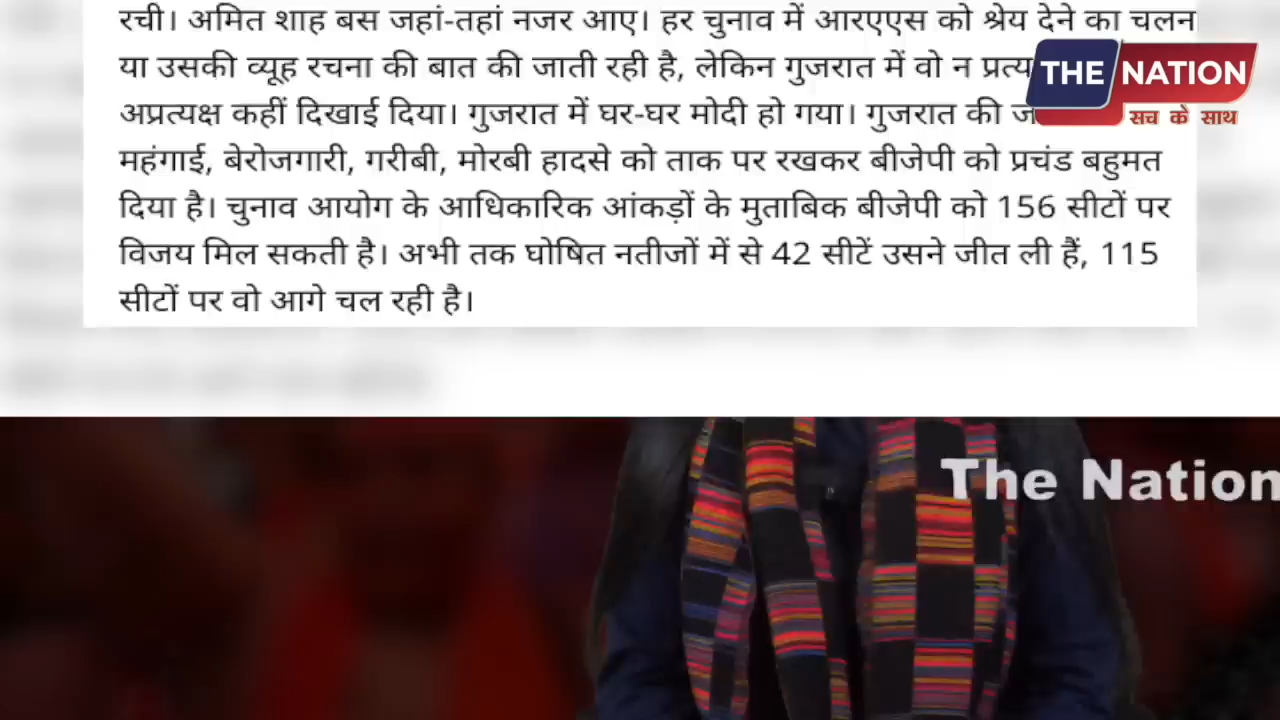 रची। अमित शाह बस जहां-तहां नजर आए। हर चुनाव में आरएएस को श्रेय देने का चलन
या उसकी व्यूह रचना की बात की जाती रही है, लेकिन गुजरात में वो न
अप्रत्यक्ष कहीं दिखाई दिया। गुजरात में घर-घर मोदी हो गया। गुजरात की
महंगाई, बेरोजगारी, गरीबी, मोरबी हादसे को ताक पर रखकर बीजेपी को प्रचंड बहुमत
दिया है। चुनाव आयोग के आधिकारिक आंकड़ों के मुताबिक बीजेपी को 156 सीटों पर
विजय मिल सकती है। अभी तक घोषित नतीजों में से 42 सीटें उसने जीत ली हैं, 115
सीटों पर वो आगे चल रही है।
THE NATION
सच के साथ
The Nation